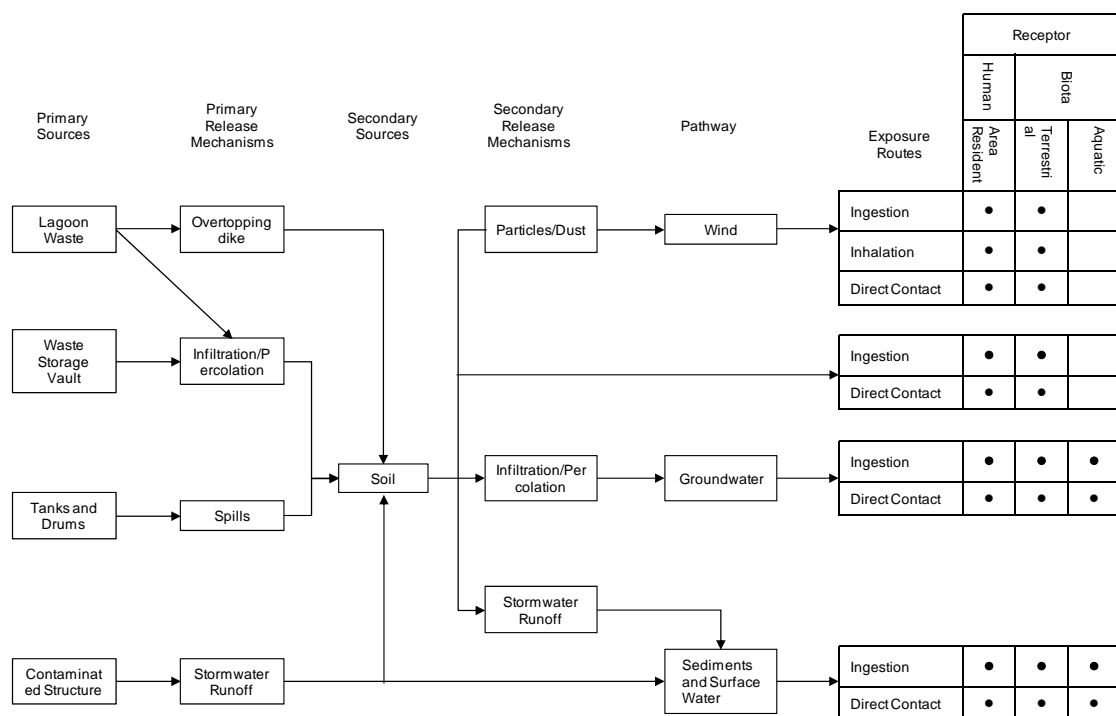 Receptor
Human
Biota
Primary
Sources
Primary
Release
Mechanisms
Secondary
Sources
Secondary
Release
Mechanisms
Pathway
Exposure
Routes
Area
Resident
Terrestri
al
Aquatic
Lagoon
Waste
Overtopping
dike
Particles/Dust
Wind
Ingestion
Inhalation
Direct Contact
Waste
Storage
Vault
Infiltration/P
ercolation
Ingestion
Direct Contact
Soil
Infiltration/Per
colation
Groundwater
Ingestion
Direct Contact
Tanks and
Drums
Spills
Stormwater
Runoff
Contaminat
ed Structure
Stormwater
Runoff
Sediments
and Surface
Water
Ingestion
Direct Contact